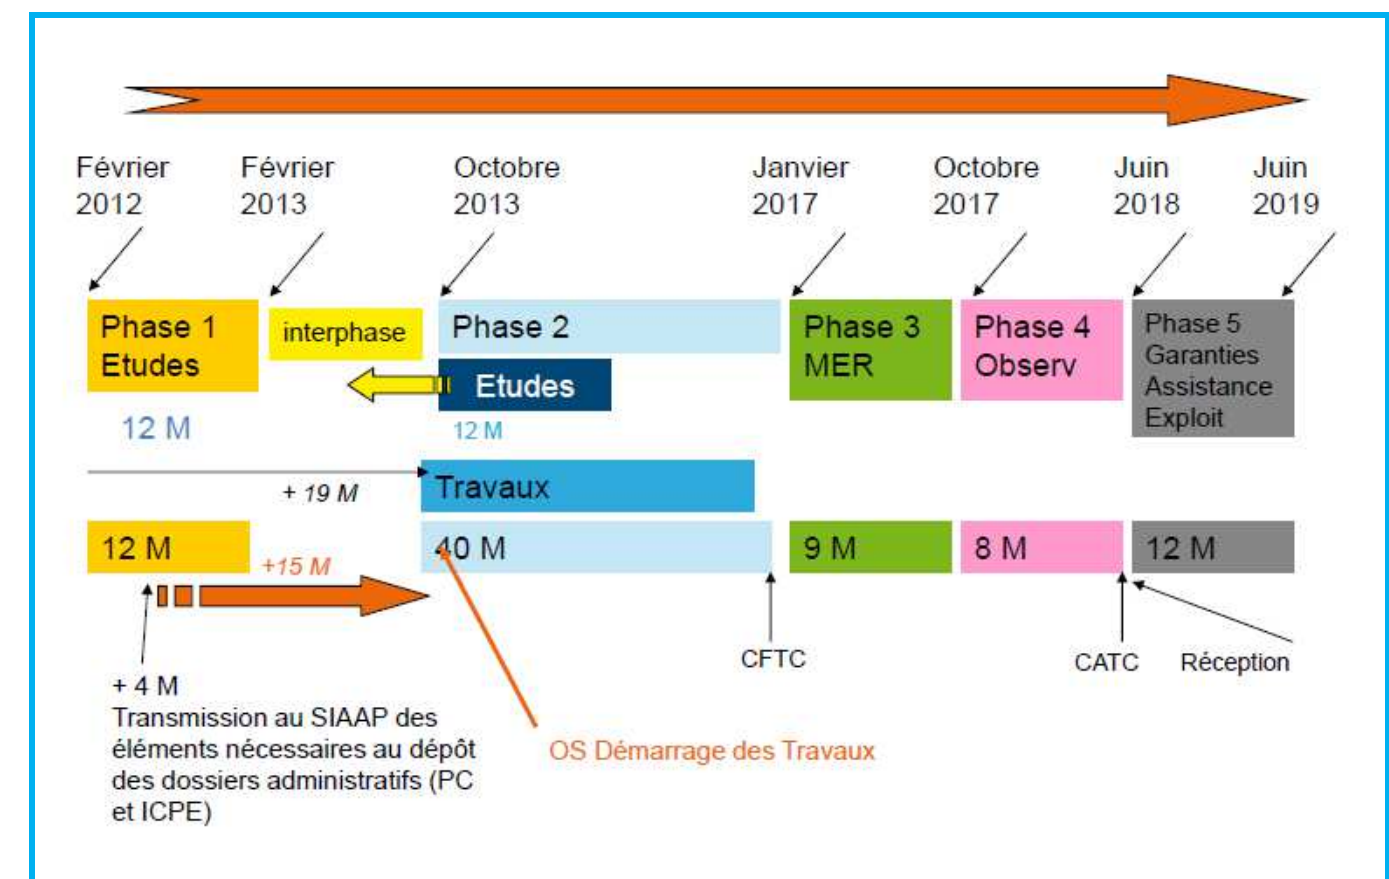 Février
2012
Février
2013
Octobre
2013
Janvier
2017
Octobre
2017
Juin
2018
Juin
2019
Phase 1
Etudes
interphase
Phase 2
Phase 3
MER
Phase 4
Observ
Phase 5
Garanties
Assistance
Exploit
Etudes
12 M
12 M
+ 19 M
Travaux
12 M
+15 M
40 M
9 M
8 M
12 M
CFTC
CATC
Réception
+ 4 M
Transmission au SIAAP des
éléments nécessaires au dépôt
des dossiers administratifs (PC
et ICPE)
OS Démarrage des Travaux